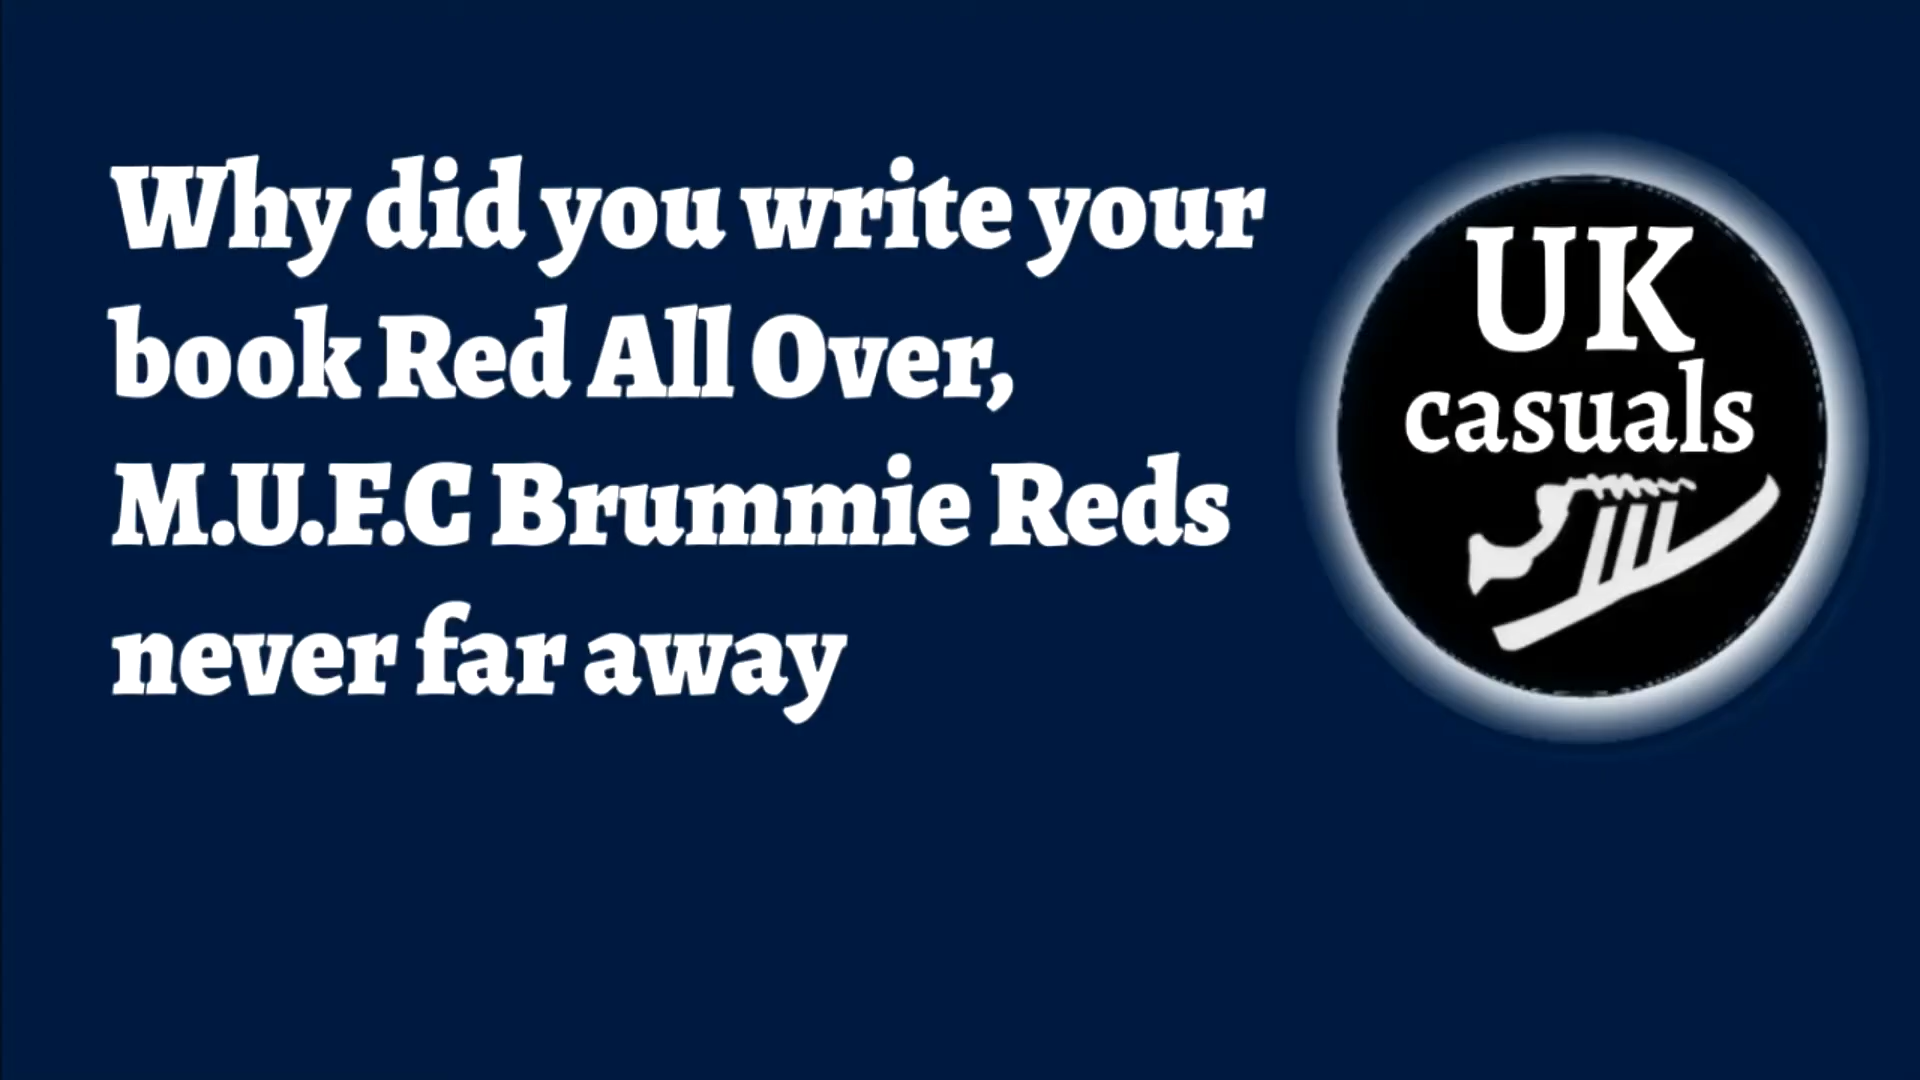 Why did you write your
book Red All Over,
M.U.F.C Brummie Reds
never far away
UK
casuals